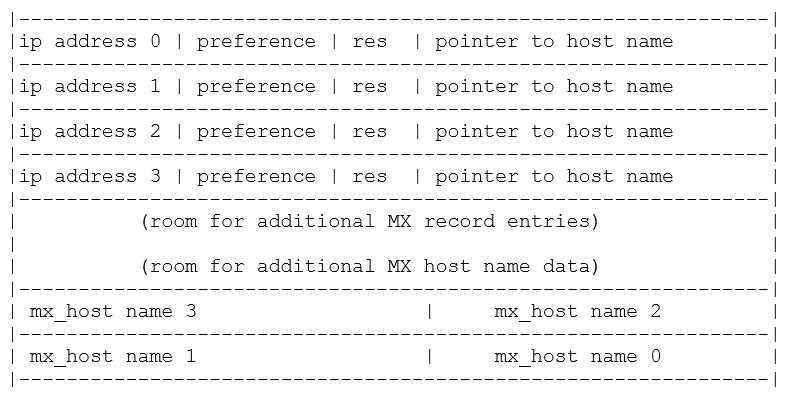 |---------------------------------------------------------------|
|ip address 0 | preference | res  | pointer to host name        |
|---------------------------------------------------------------|
|ip address 1 | preference | res  | pointer to host name        |
|---------------------------------------------------------------|
|ip address 2 | preference | res  | pointer to host name        |
|---------------------------------------------------------------|
|ip address 3 | preference | res  | pointer to host name        |
|---------------------------------------------------------------|
|          (room for additional MX record entries)              |
|                                                               |
|          (room for additional MX host name data)              |
|---------------------------------------------------------------|
| mx_host name 3                   |     mx_host name 2         |
|---------------------------------------------------------------|
| mx_host name 1                   |     mx_host name 0         |
|---------------------------------------------------------------|